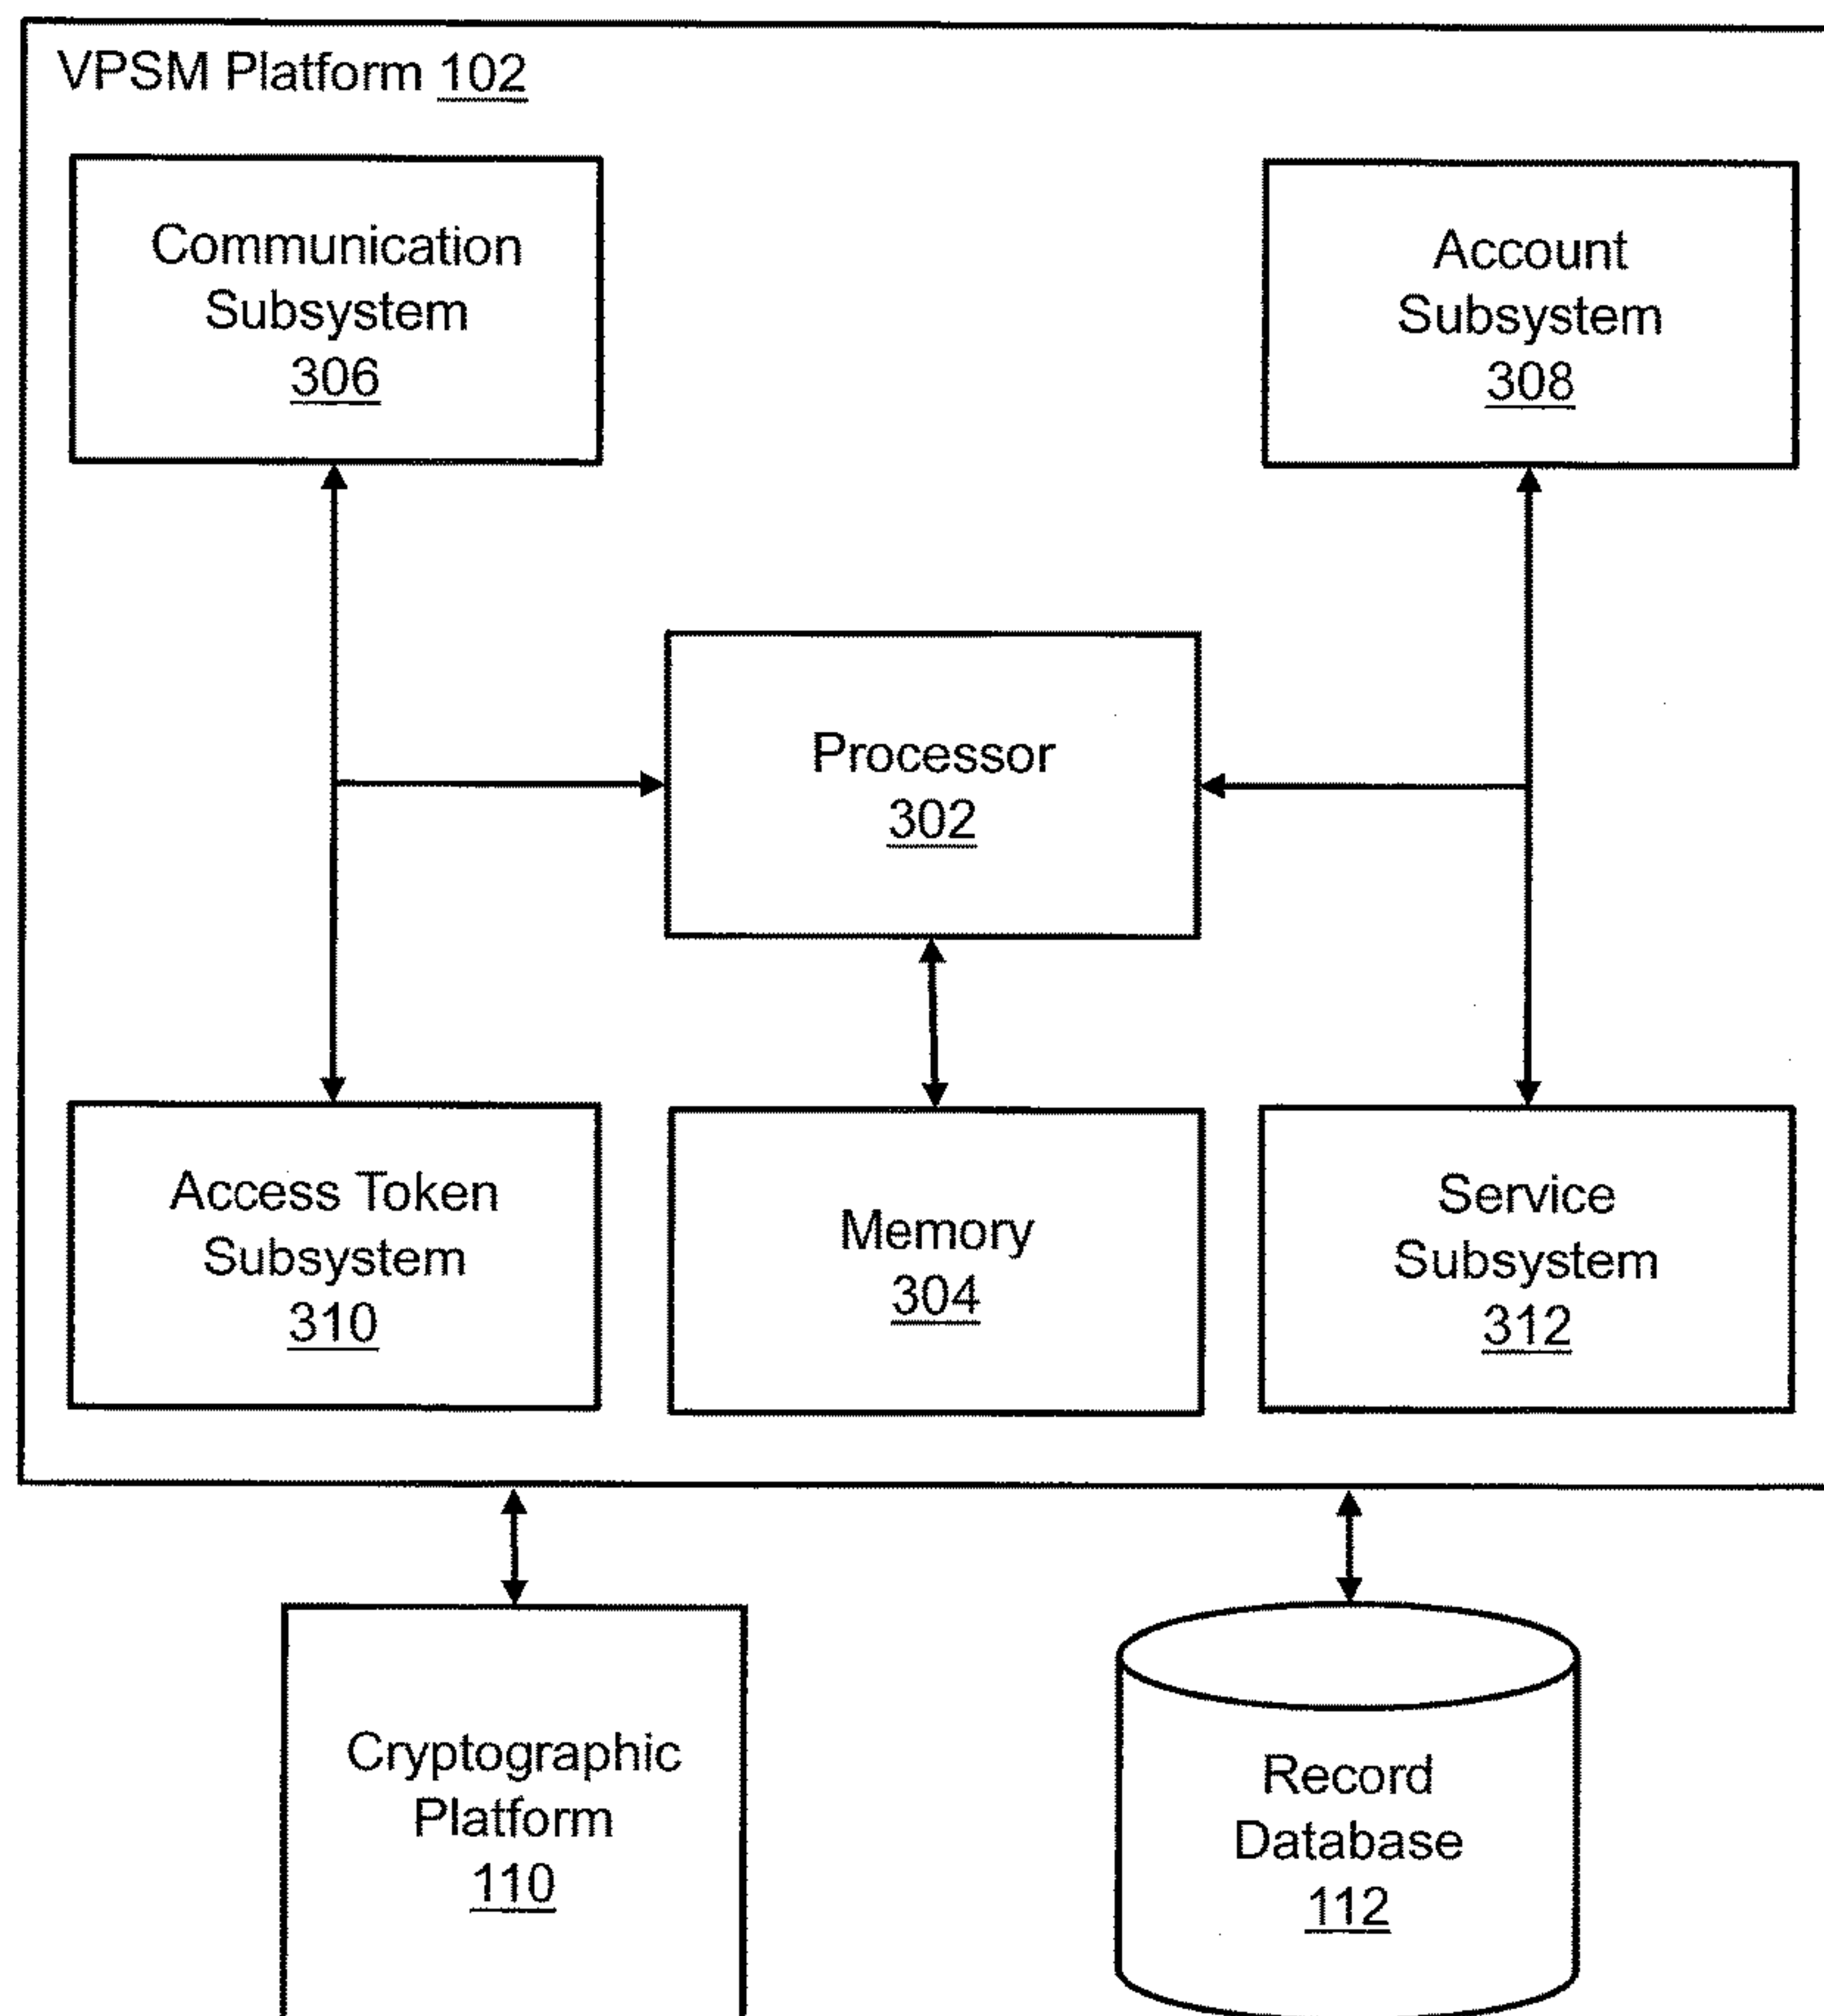 VPSM Platform 102
Communication
Subsystem
306
Account
Subsystem
308
Processor
302
Access Token
Subsystem
310
Memory
304
Service
Subsystem
312
Cryptographic
Platform
110
Record
Database
112